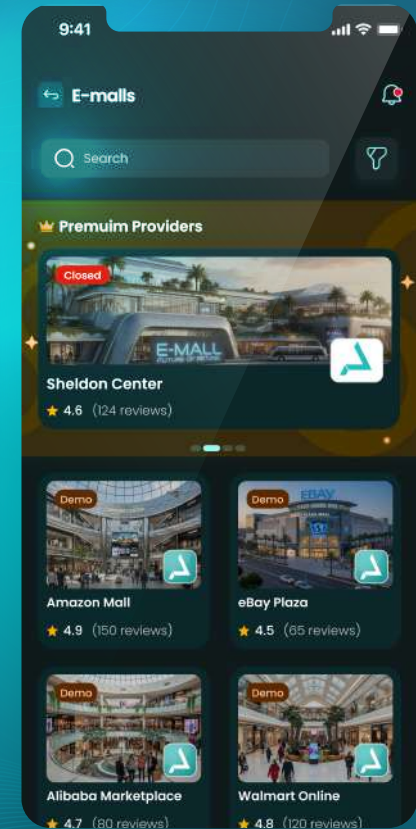 9:41
E-malls
Search
Premuim Providers
Closed
E-MALL
Sheldon Center
4.6 (124 reviews)
Demo
Demo
EBAY
Amazon Mall
eBay Plaza
4.9 (150 reviews)
4.5 (65 reviews)
Demo
Demo
Alibaba Marketplace
Walmart Online
4.7 (80 reviews)
4.8 (120 reviews)